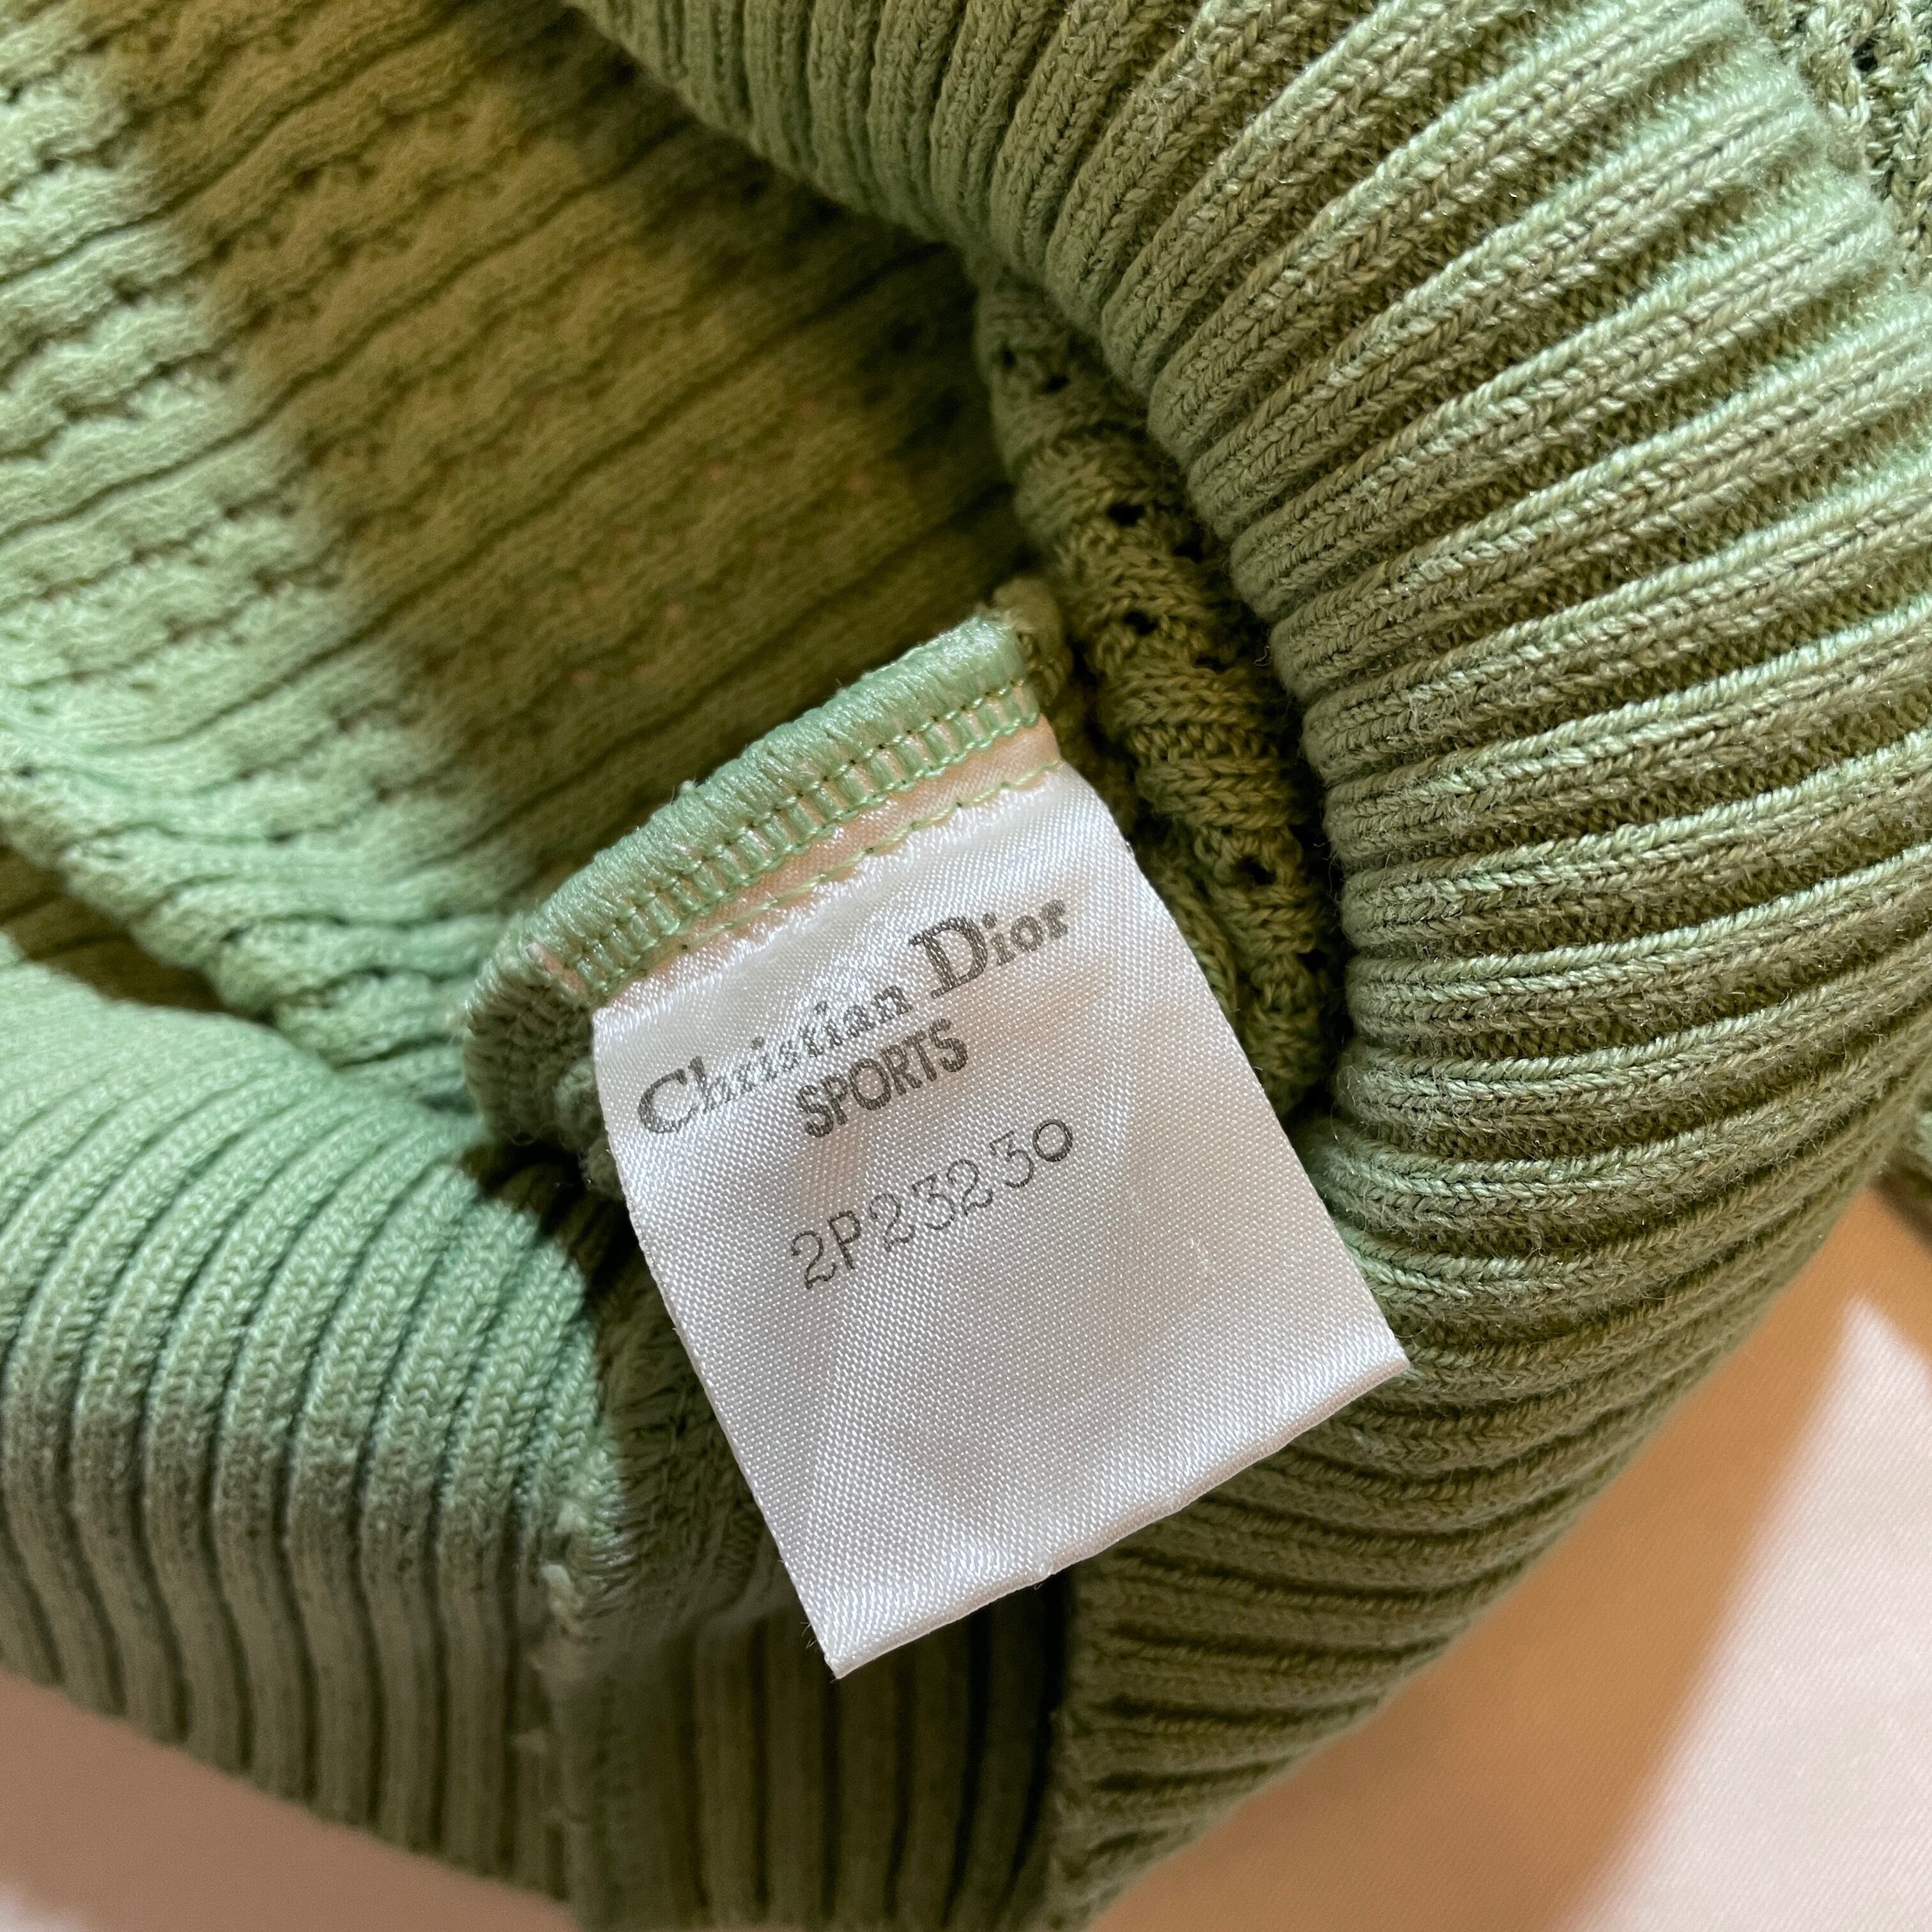 Christian Dior
SPORTS
2P23230